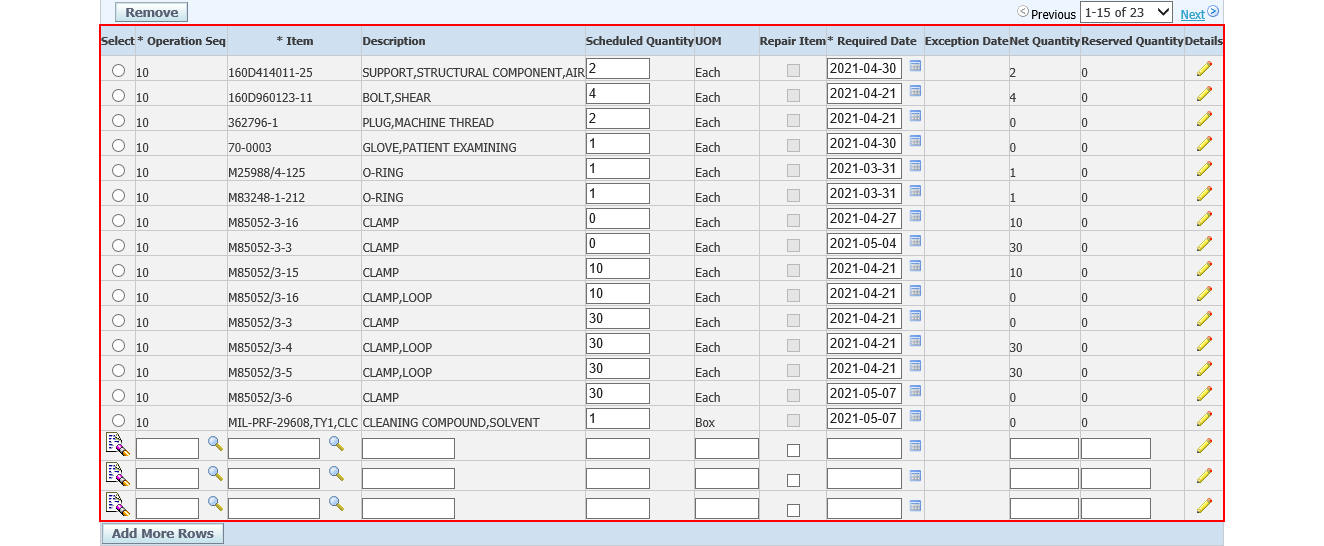 Remove Previous 1-15 of 23 Next
Select * Operation Seq * Item Description Scheduled Quantity UOM Repair Item * Required Date Exception Date Net Quantity Reserved Quantity Details
10 160D414011-25 SUPPORT,STRUCTURAL COMPONENT,AIR 2 Each 2021-04-30 2 0
10 160D960123-11 BOLT,SHEAR 4 Each 2021-04-21 4 0
10 362796-1 PLUG,MACHINE THREAD 2 Each 2021-04-21 0 0
10 70-0003 GLOVE,PATIENT EXAMINING 1 Each 2021-04-30 0 0
10 M25988/4-125 O-RING 1 Each 2021-03-31 1 0
10 M83248-1-212 O-RING 1 Each 2021-03-31 1 0
10 M85052-3-16 CLAMP 0 Each 2021-04-27 10 0
10 M85052-3-3 CLAMP 0 Each 2021-05-04 30 0
10 M85052/3-15 CLAMP 10 Each 2021-04-21 10 0
10 M85052/3-16 CLAMP,LOOP 10 Each 2021-04-21 0 0
10 M85052/3-3 CLAMP 30 Each 2021-04-21 0 0
10 M85052/3-4 CLAMP,LOOP 30 Each 2021-04-21 30 0
10 M85052/3-5 CLAMP,LOOP 30 Each 2021-04-21 30 0
10 M85052/3-6 CLAMP 30 Each 2021-05-07 0 0
10 MIL-PRF-29608,TY1,CLC CLEANING COMPOUND,SOLVENT 1 Box 2021-05-07 0 0
Add More Rows